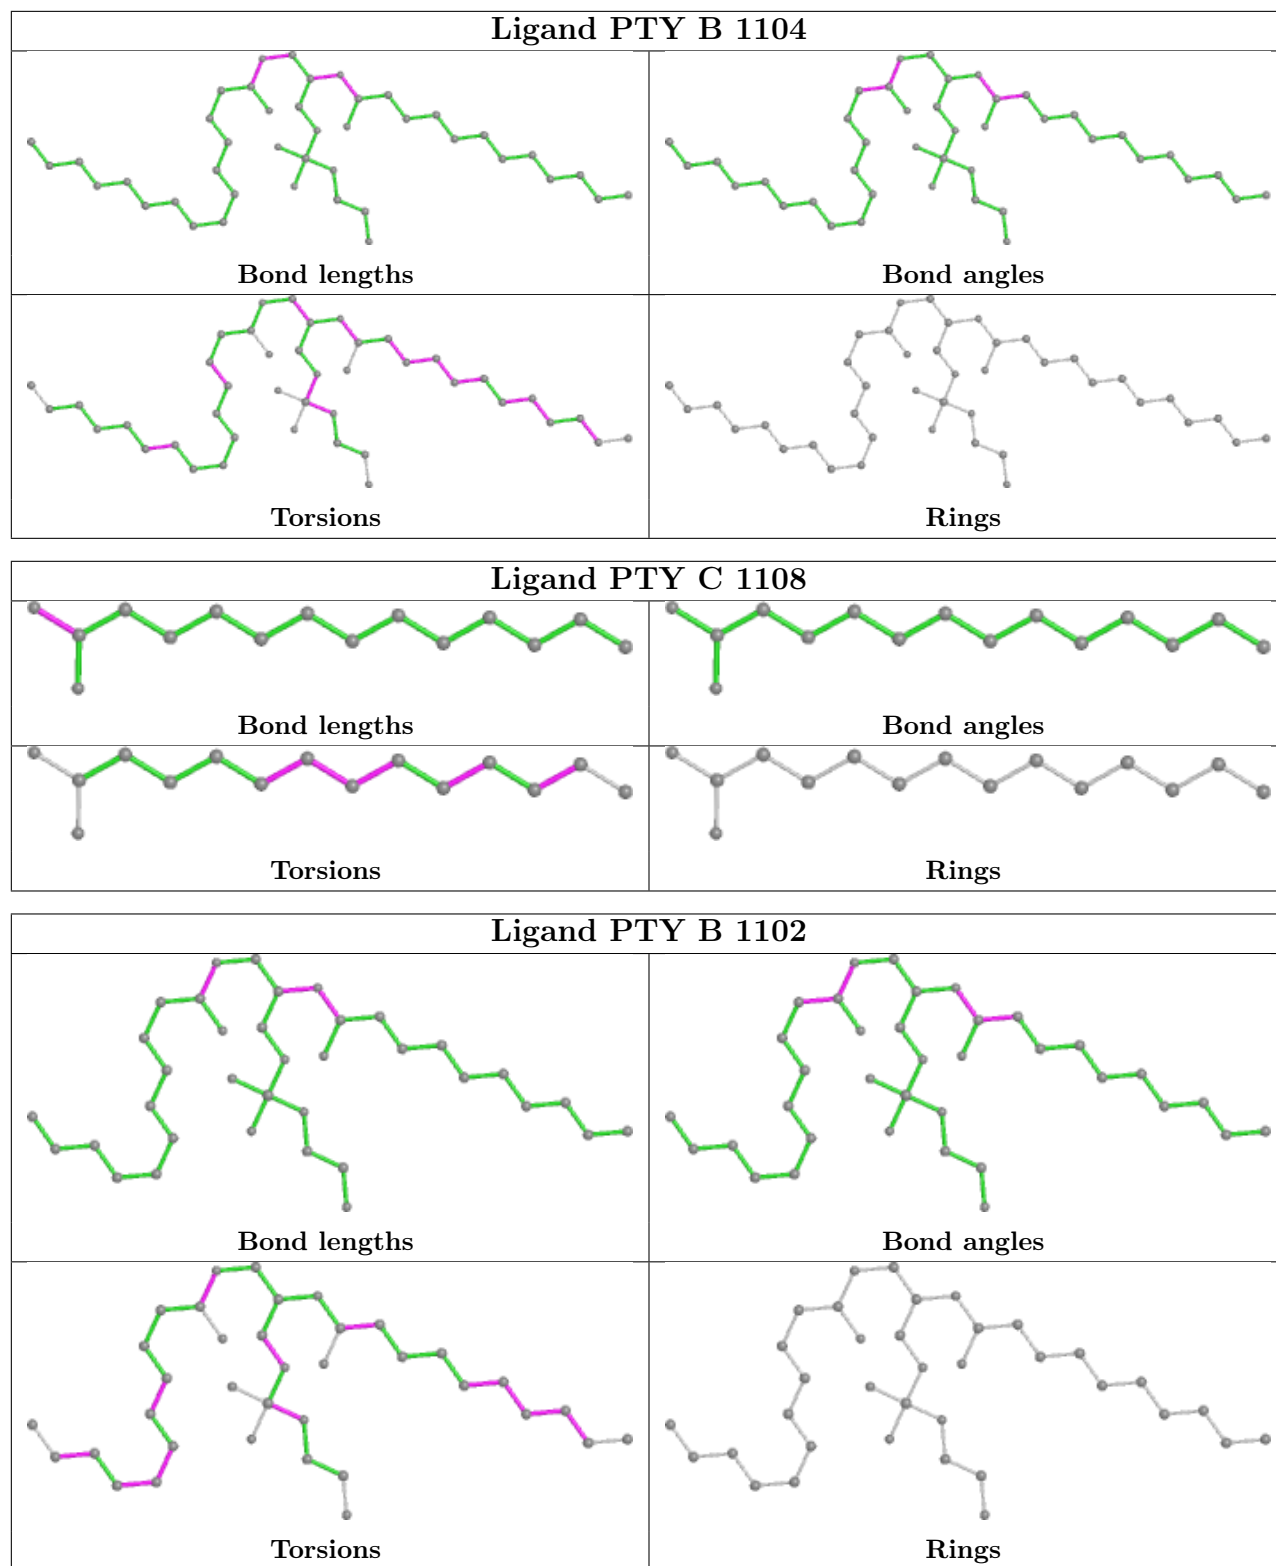 Ligand PTY B 1104
Bond lengths
Bond angles
Torsions
Rings
Ligand PTY C 1108
Bond lengths
Bond angles
Torsions
Rings
Ligand PTY B 1102
Bond lengths
Bond angles
Torsions
Rings